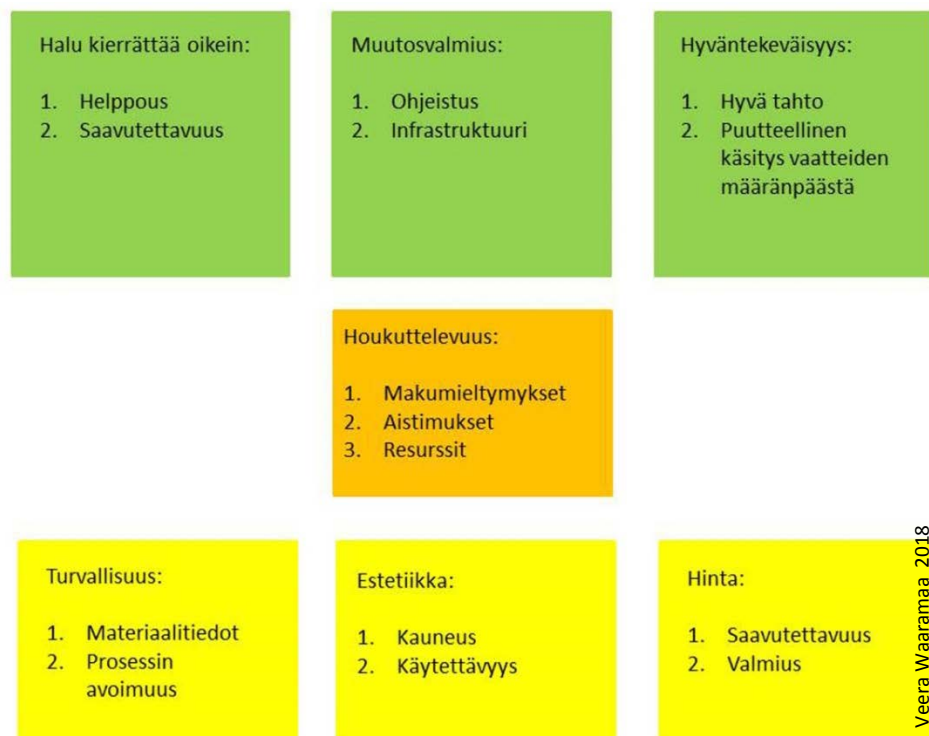 Halu kierrättää oikein:
1. Helppous
2. Saavutettavuus
Muutosvalmius:
1. Ohjeistus
2. Infrastruktuuri
Hyväntekeväisyys:
1. Hyvä tahto
2. Puutteellinen
käsitys vaatteiden
määränpäästä
Houkuttelevuus:
1. Makumieltymykset
2. Aistimukset
3. Resurssit
Turvallisuus:
1. Materiaalitiedot
2. Prosessin
avoimuus
Estetiikka:
1. Kauneus
2. Käytettävyys
Hinta:
1. Saavutettavuus
2. Valmius
Veera Waaramaa 2018